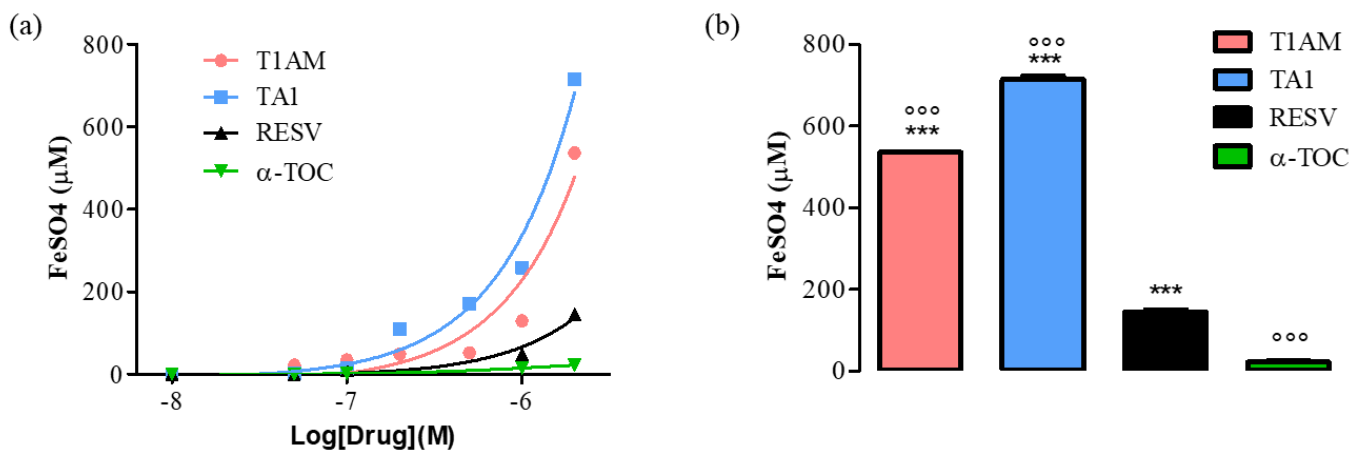 (a)
800
600
400
200
0
FeSO4 (μM)
T1AM
TA1
RESV
α-TOC
-8
-7
-6
Log[Drug](M)
(b)
800
600
400
200
0
FeSO4 (μM)
°°°
***
°°°
***
***
°°°
T1AM
TA1
RESV
α-TOC